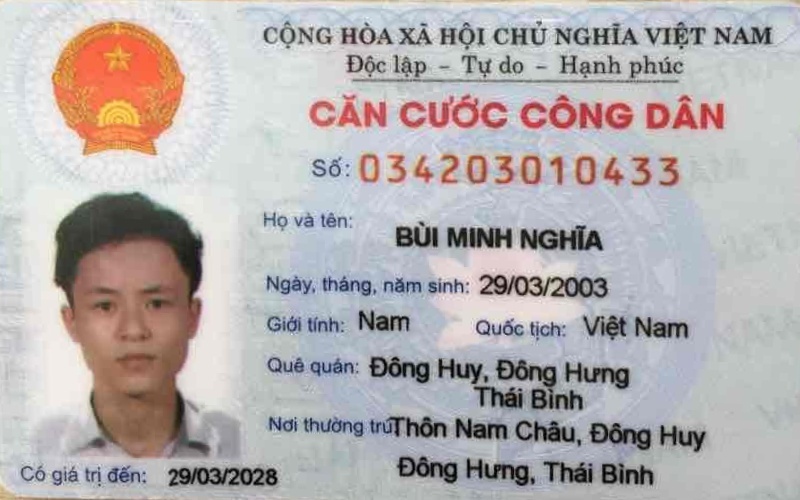 CỘNG HÒA XÃ HỘI CHỦ NGHĨA VIỆT NAM
Độc lập - Tự do - Hạnh phúc
CĂN CƯỚC CÔNG DÂN
Số: 034203010433
Họ và tên:
BÙI MINH NGHĨA
Ngày, tháng, năm sinh: 29/03/2003
Giới tính: Nam Quốc tịch: Việt Nam
Quê quán: Đông Huy, Đông Hưng
Thái Bình
Nơi thường trú: Thôn Nam Châu, Đông Huy
Đông Hưng, Thái Bình
Có giá trị đến: 29/03/2028